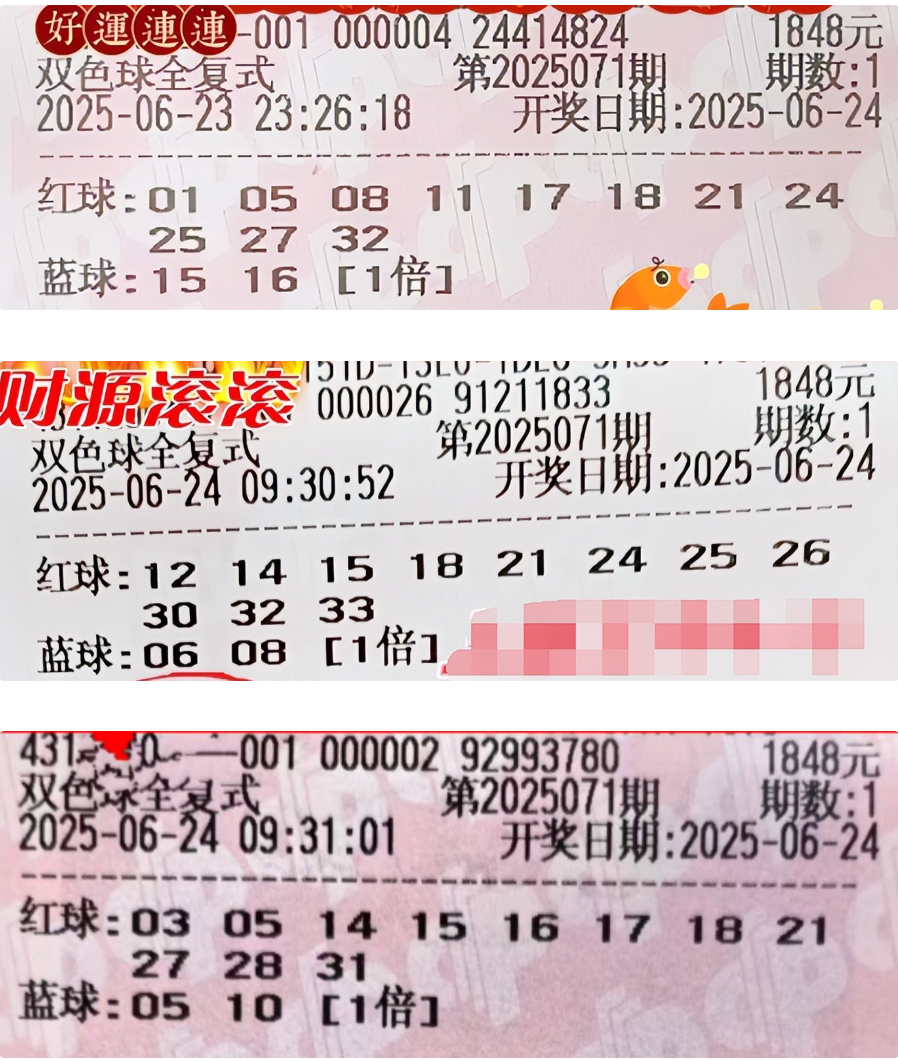 好運連連-001 000004 24414824 1848元
双色球全复式 第2025071期 期数:1
2025-06-23 23:26:18 开奖日期:2025-06-24
红球:01 05 08 11 17 18 21 24
25 27 32
蓝球:15 16 [1倍]
财源滚滚 000026 91211833 1848元
双色球全复式 第2025071期 期数:1
2025-06-24 09:30:52 开奖日期:2025-06-24
红球:12 14 15 18 21 24 25 26
30 32 33
蓝球:06 08 [1倍]
431 001 000002 92993780 1848元
双色球全复式 第2025071期 期数:1
2025-06-24 09:31:01 开奖日期:2025-06-24
红球:03 05 14 15 16 17 18 21
27 28 31
蓝球:05 10 [1倍]